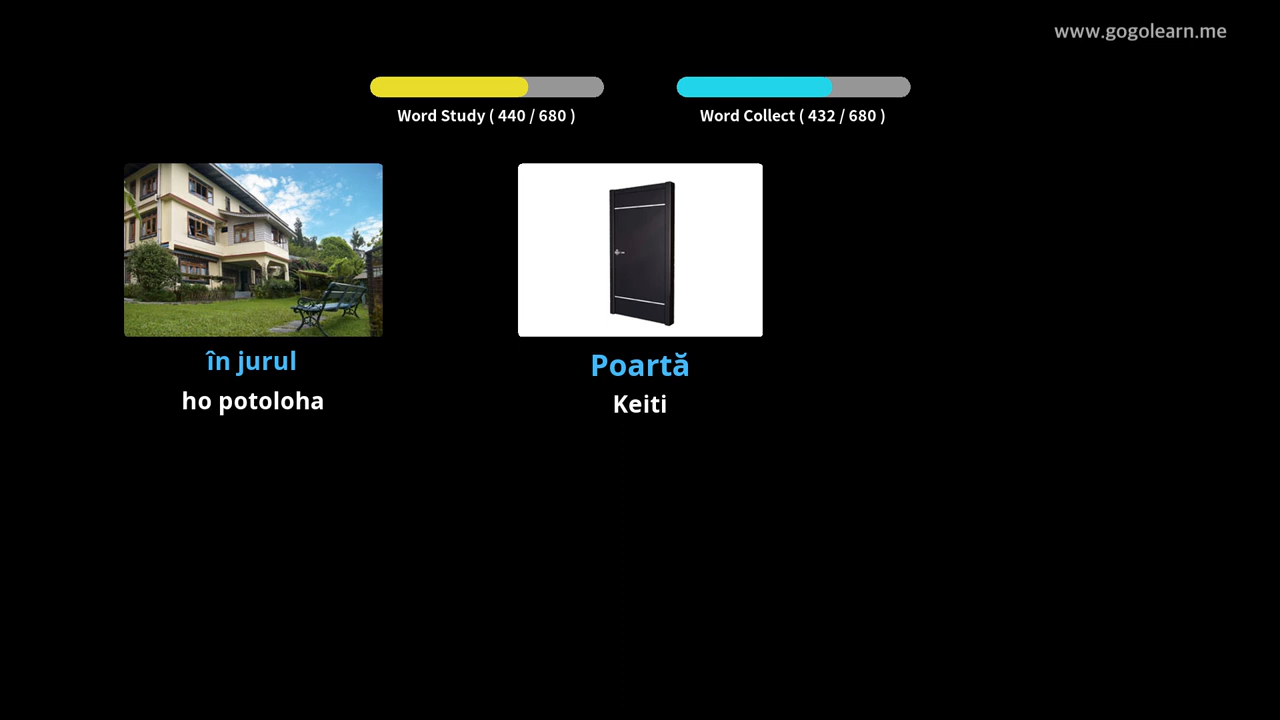 www.gogolearn.me
Word Study ( 440 / 680 )
Word Collect ( 432 / 680 )
în jurul
ho potoloha
Poartă
Keiti